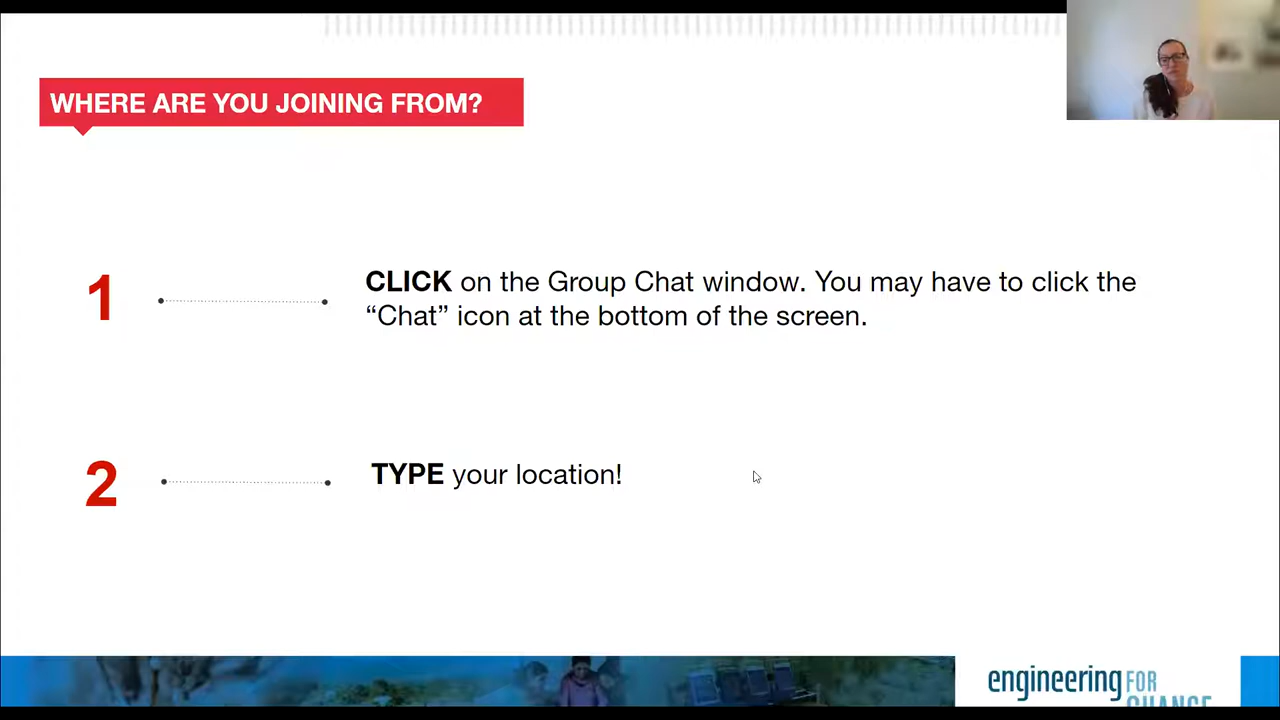 WHERE ARE YOU JOINING FROM?
1
CLICK on the Group Chat window. You may have to click the
“Chat” icon at the bottom of the screen.
2
TYPE your location!
engineering FOR
CHANGE